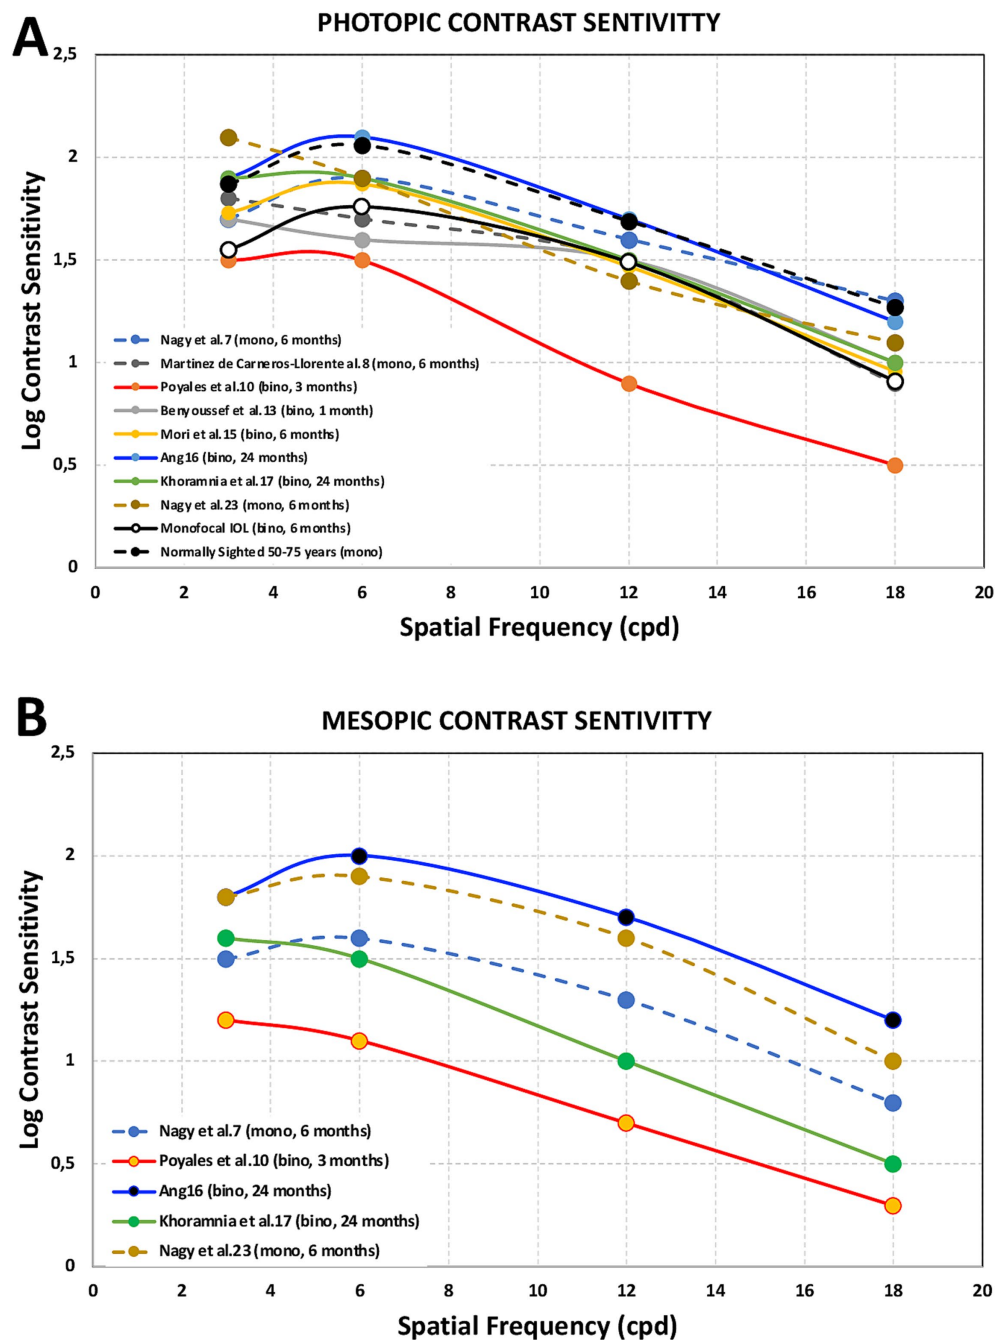 A
PHOTOPIC CONTRAST SENTIVITTY
2,5
2
1,5
1
0,5
0
Log Contrast Sensitivity
Nagy et al.7 (mono, 6 months)
Martinez de Carneros-Llorente al.8 (mono, 6 months)
Poyales et al.10 (bino, 3 months)
Benyoussef et al.13 (bino, 1 month)
Mori et al.15 (bino, 6 months)
Ang16 (bino, 24 months)
Khoramnia et al.17 (bino, 24 months)
Nagy et al.23 (mono, 6 months)
Monofocal IOL (bino, 6 months)
Normally Sighted 50-75 years (mono)
0 2 4 6 8 10 12 14 16 18 20
Spatial Frequency (cpd)
B
MESOPIC CONTRAST SENTIVITTY
2,5
2
1,5
1
0,5
0
Log Contrast Sensitivity
Nagy et al.7 (mono, 6 months)
Poyales et al.10 (bino, 3 months)
Ang16 (bino, 24 months)
Khoramnia et al.17 (bino, 24 months)
Nagy et al.23 (mono, 6 months)
0 2 4 6 8 10 12 14 16 18 20
Spatial Frequency (cpd)